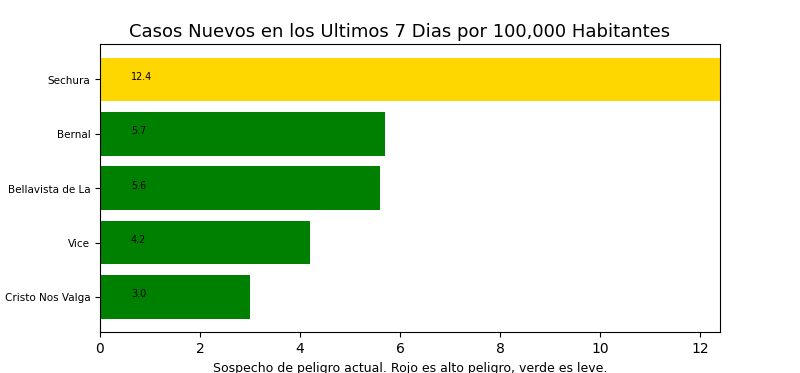 Casos Nuevos en los Ultimos 7 Dias por 100,000 Habitantes
Sechura 12.4
Bernal 5.7
Bellavista de La 5.6
Vice 4.2
Cristo Nos Valga 3.0
0 2 4 6 8 10 12
Sospecho de peligro actual. Rojo es alto peligro, verde es leve.